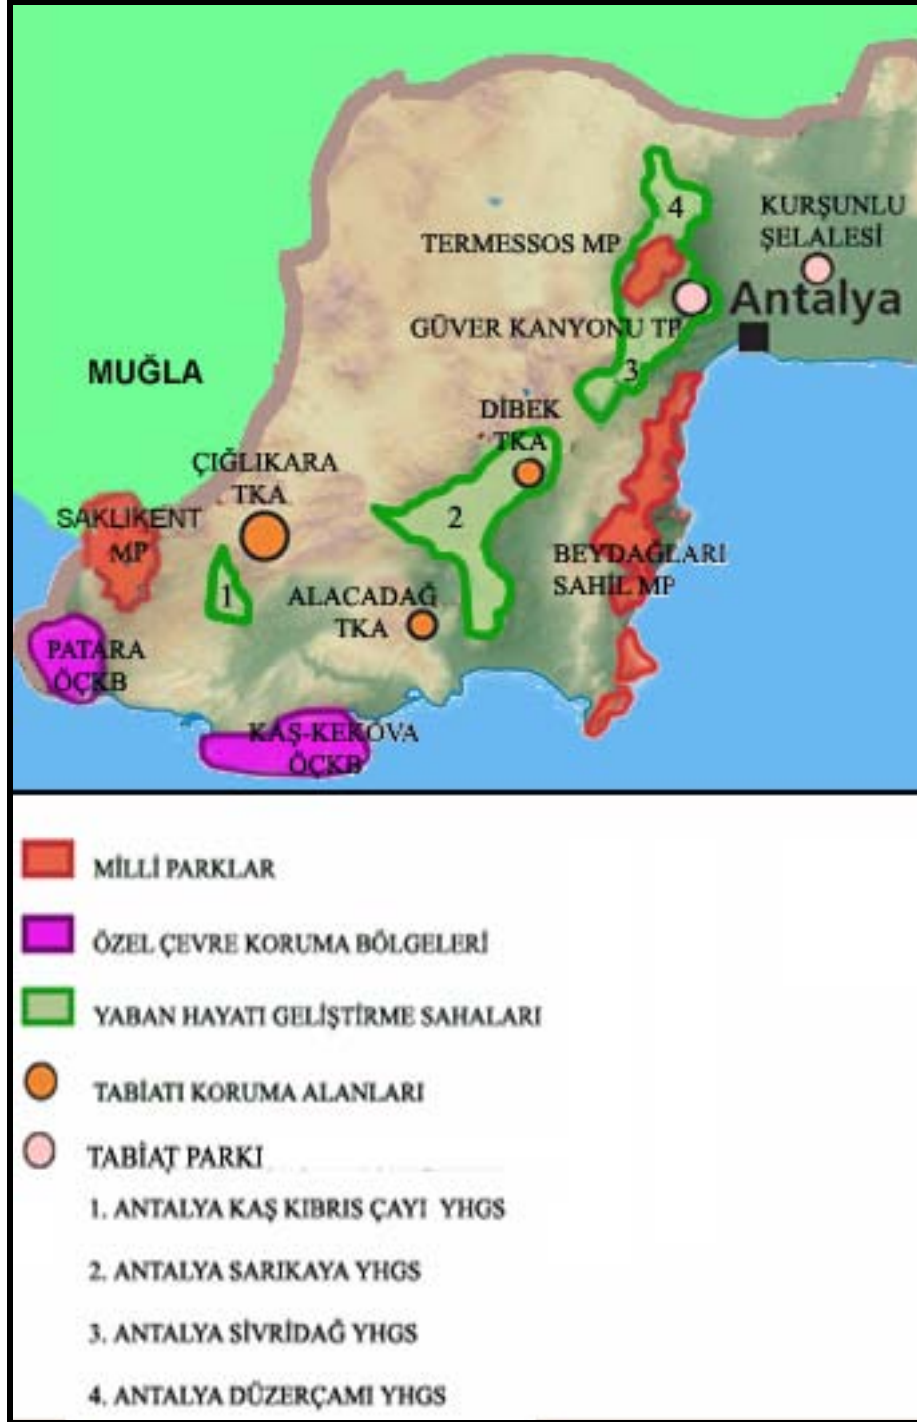 4
KURŞUNLU
ŞELALESİ
TERMESSOS MP
Antalya
GÜVER KANYONU TP
3
MUĞLA
DİBEK
TKA
ÇIĞLIKARA
TKA
2
SAKLIKENT
MP
BEYDAĞLARI
SAHİL MP
1
ALACADAĞ
TKA
PATARA
ÖÇKB
KAŞ-KEKOVA
ÖÇKB
MİLLİ PARKLAR
ÖZEL ÇEVRE KORUMA BÖLGELERİ
YABAN HAYATI GELİŞTİRME SAHALARI
TABİATI KORUMA ALANLARI
TABİAT PARKI
1. ANTALYA KAŞ KIBRIS ÇAYI YHGS
2. ANTALYA SARIKAYA YHGS
3. ANTALYA SİVRİDAĞ YHGS
4. ANTALYA DÜZERÇAMI YHGS